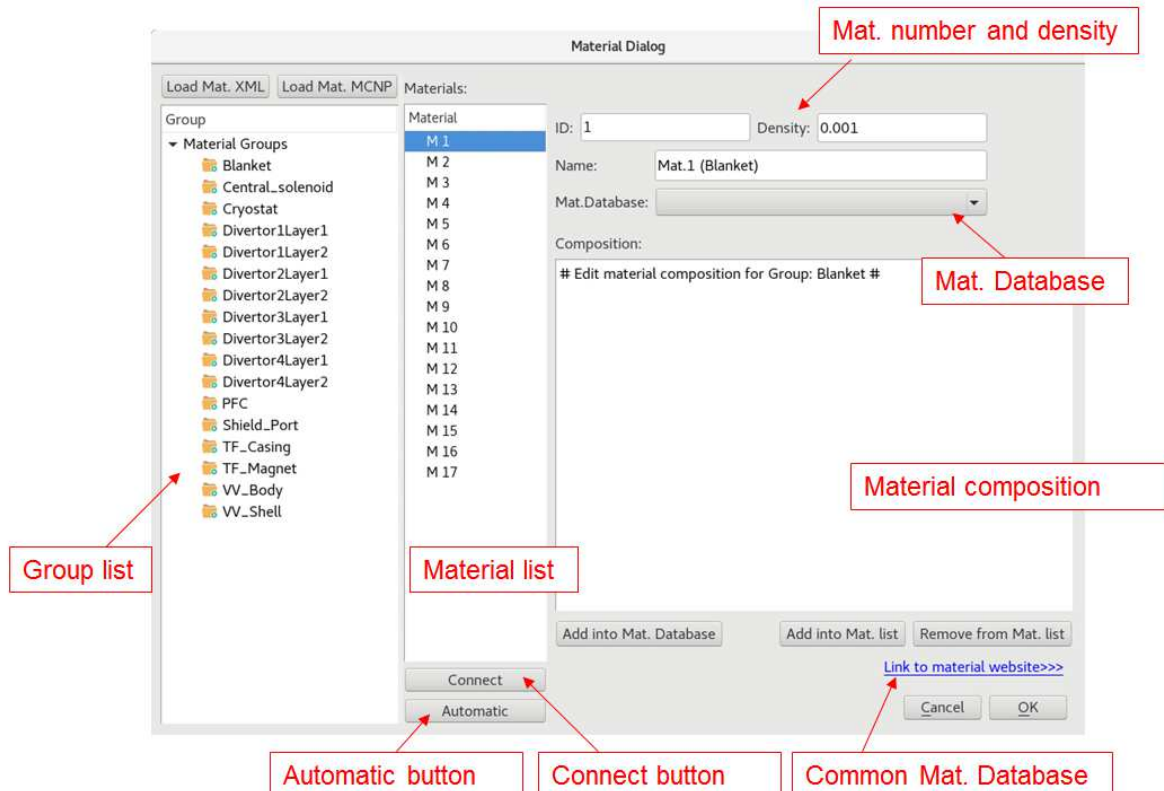 Material Dialog
Mat. number and density
Load Mat. XML
Load Mat. MCNP
Materials:
Group
Material Groups
Blanket
Central_solenoid
Cryostat
Divertor1Layer1
Divertor1Layer2
Divertor2Layer1
Divertor2Layer2
Divertor3Layer1
Divertor3Layer2
Divertor4Layer1
Divertor4Layer2
PFC
Shield_Port
TF_Casing
TF_Magnet
VV_Body
VV_Shell
Group list
Material
M 1
M 2
M 3
M 4
M 5
M 6
M 7
M 8
M 9
M 10
M 11
M 12
M 13
M 14
M 15
M 16
M 17
Material list
Connect
Automatic
ID: 1
Density: 0.001
Name: Mat.1 (Blanket)
Mat.Database:
Composition:
# Edit material composition for Group: Blanket #
Mat. Database
Material composition
Add into Mat. Database
Add into Mat. list
Remove from Mat. list
Link to material website>>>
Cancel
OK
Automatic button
Connect button
Common Mat. Database